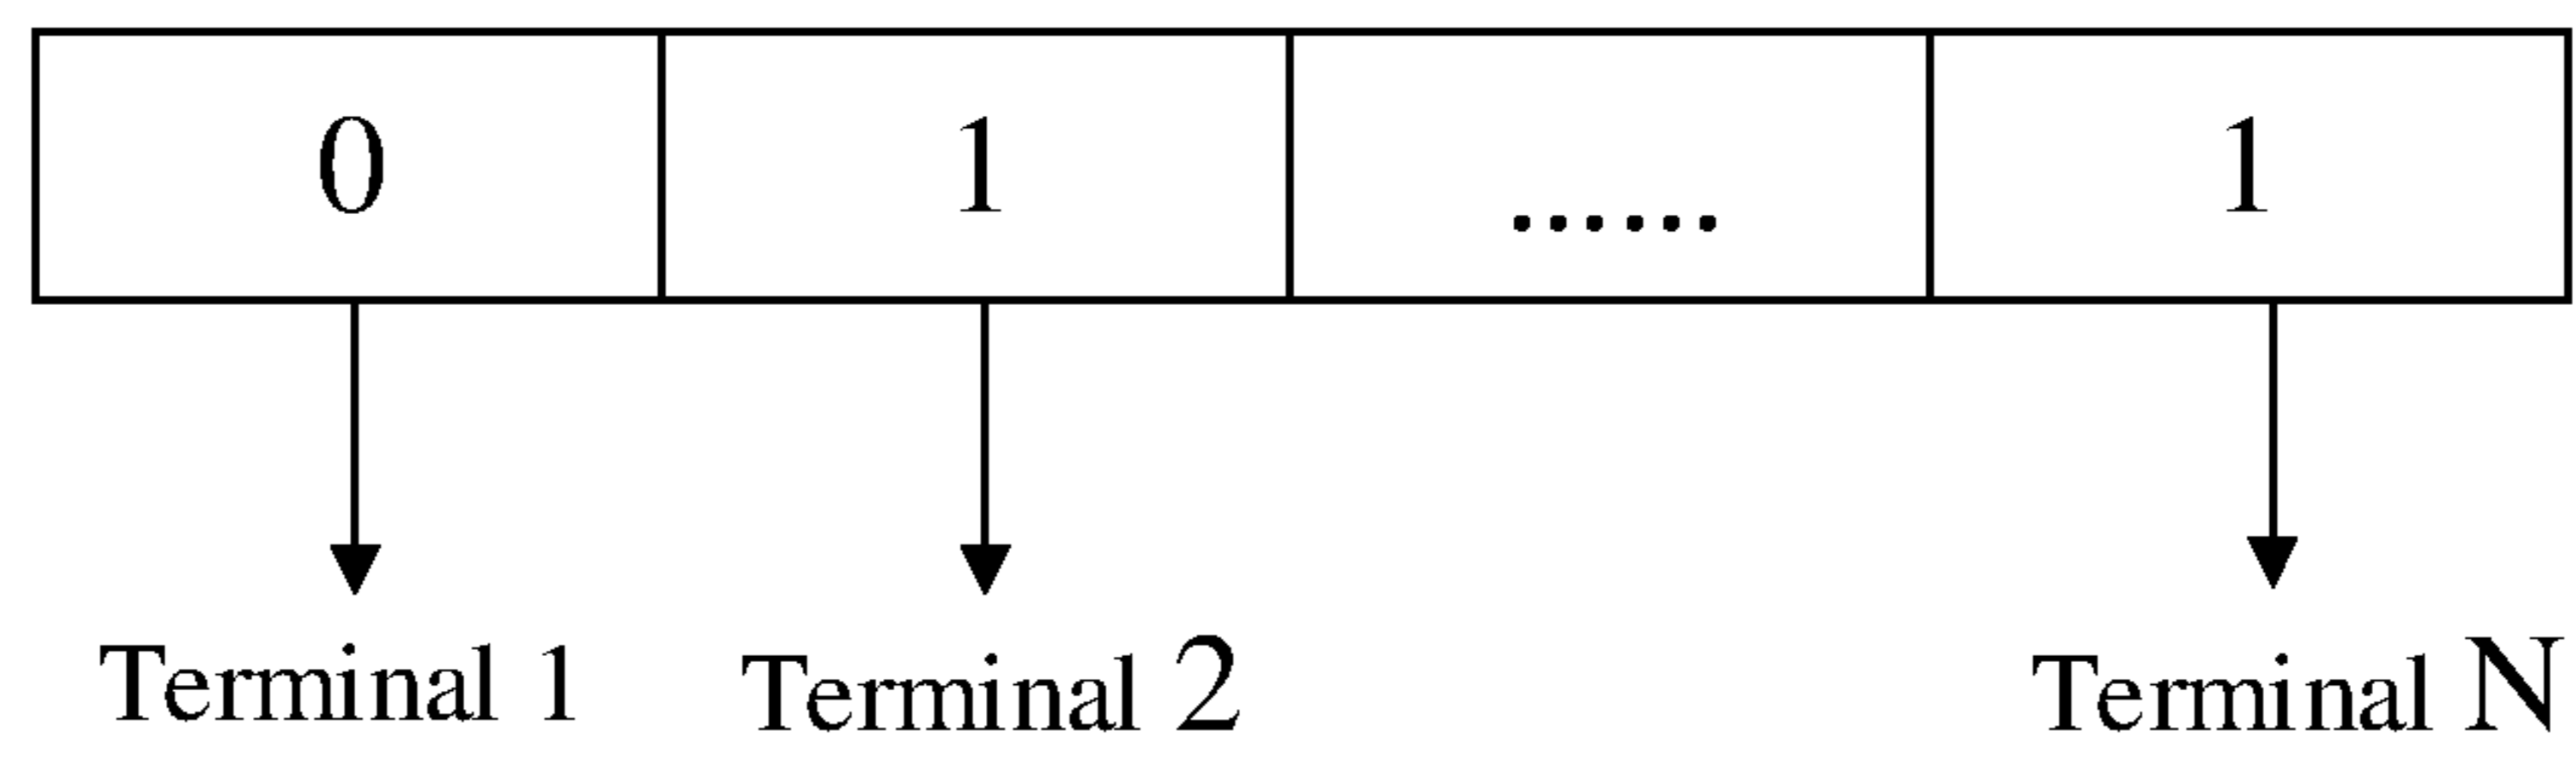 0 1 ...... 1
Terminal 1 Terminal 2 Terminal N